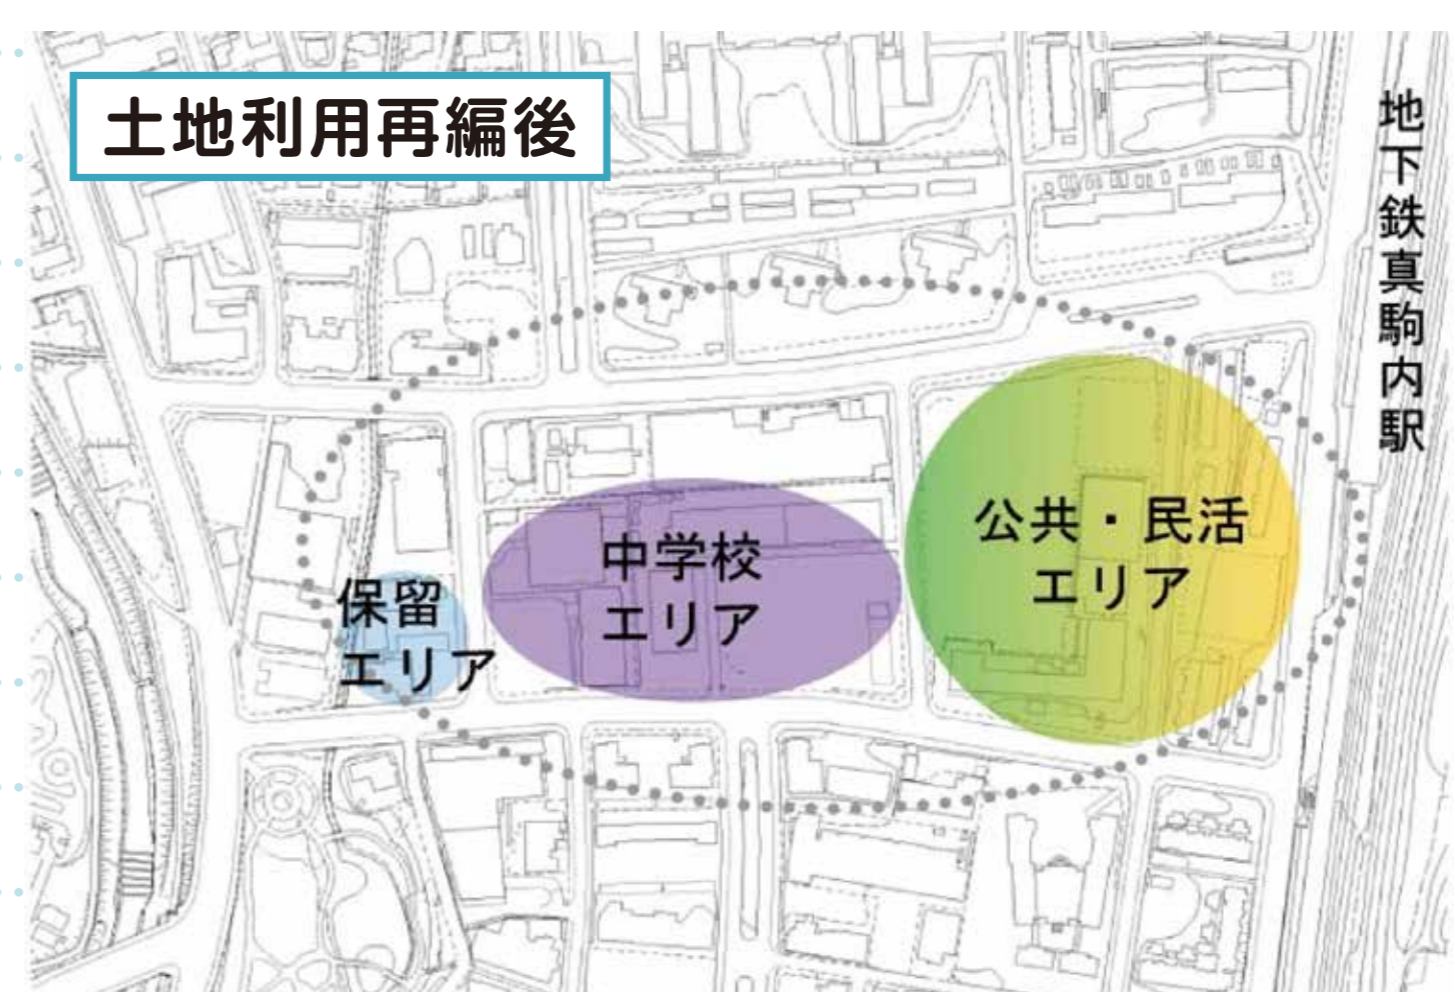 土地利用再編後
地下鉄真駒内駅
公共・民活
エリア
中学校
エリア
保留
エリア